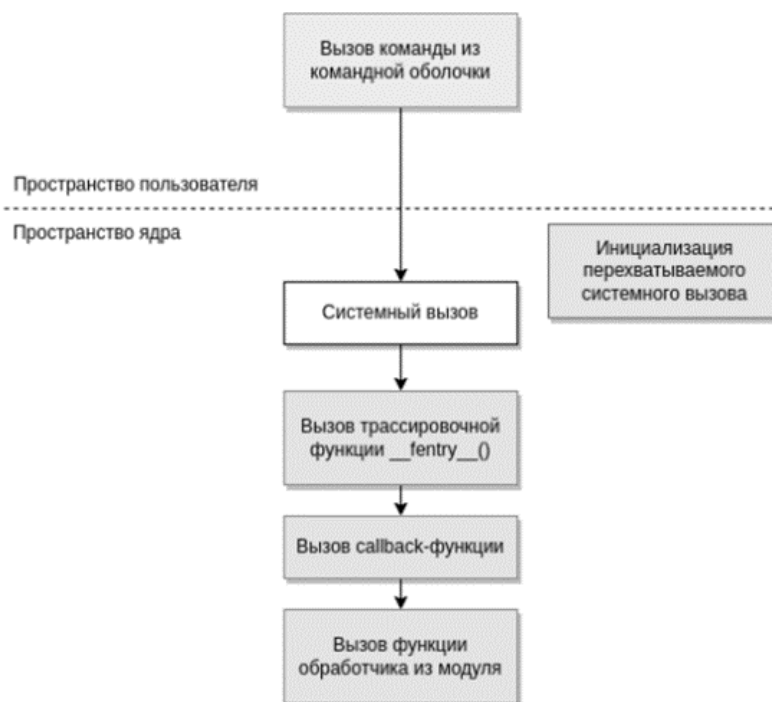 Вызов команды из
командной оболочки
Пространство пользователя
Пространство ядра
Инициализация
перехватываемого
системного вызова
Системный вызов
Вызов трассировочной
функции __fentry__()
Вызов callback-функции
Вызов функции
обработчика из модуля